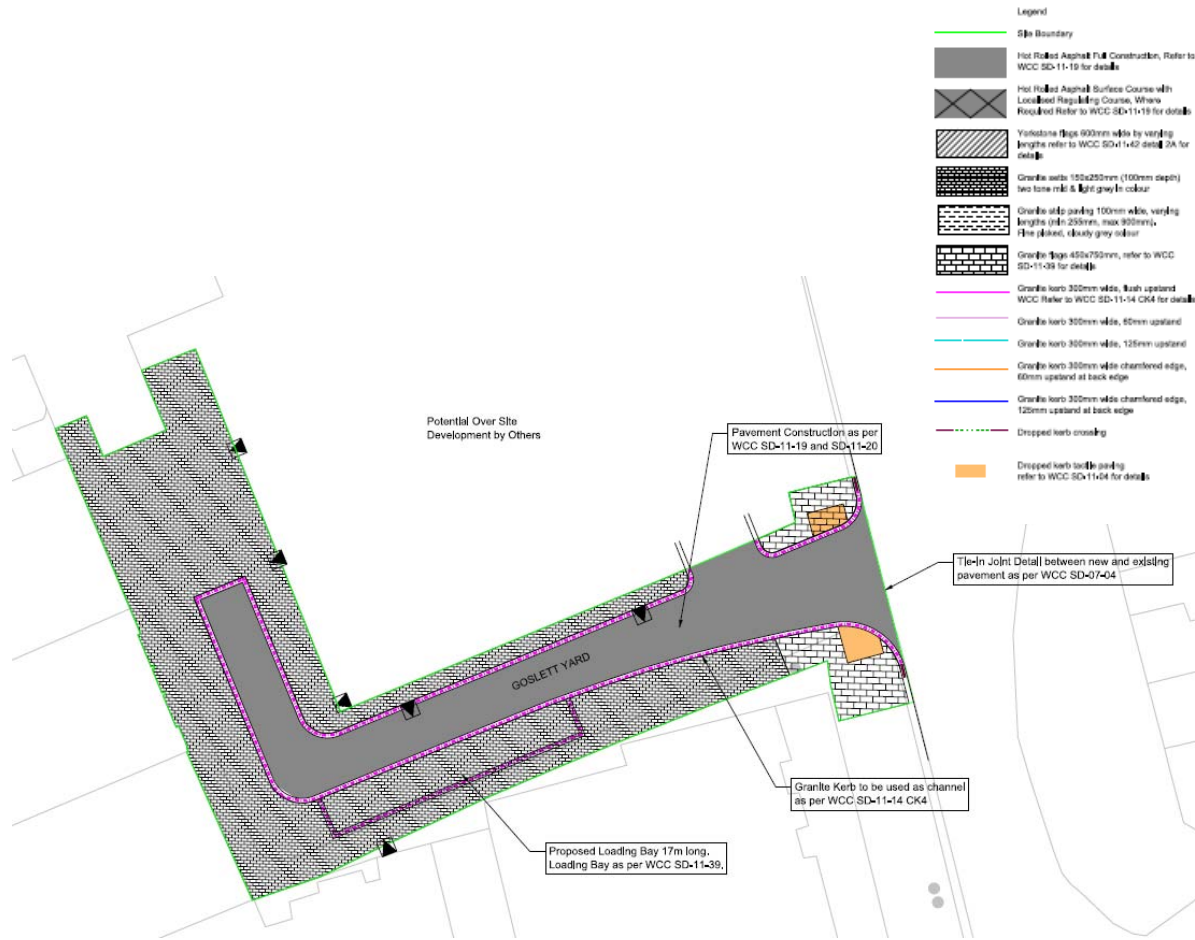 Legend
Site Boundary
Hot Rolled Asphalt Full Construction, Refer to
WCC SD-11-19 for details
Hot Rolled Asphalt Surface Course with
Localised Regulating Course, Where
Required Refer to WCC SD-11-19 for details
Yorkstone flags 600mm wide by varying
lengths refer to WCC SD-11-42 detail 2A for
details
Granite setts 150x250mm (100mm depth)
two tone mid & light grey in colour
Granite strip paving 100mm wide, varying
lengths (min 255mm, max 900mm).
Fine picked, cloudy grey colour
Granite flags 450x750mm, refer to WCC
SD-11-39 for details
Granite kerb 300mm wide, flush upstand
WCC Refer to WCC SD-11-14 CK4 for details
Granite kerb 300mm wide, 60mm upstand
Granite kerb 300mm wide, 125mm upstand
Granite kerb 300mm wide chamfered edge,
60mm upstand at back edge
Granite kerb 300mm wide chamfered edge,
125mm upstand at back edge
Dropped kerb crossing
Dropped kerb tactile paving
refer to WCC SD-11-04 for details
Potential Over Site
Development by Others
Pavement Construction as per
WCC SD-11-19 and SD-11-20
Tie-in Joint Detail between new and existing
pavement as per WCC SD-07-04
GOSLETT YARD
Granite Kerb to be used as channel
as per WCC SD-11-14 CK4
Proposed Loading Bay 17m long.
Loading Bay as per WCC SD-11-39.